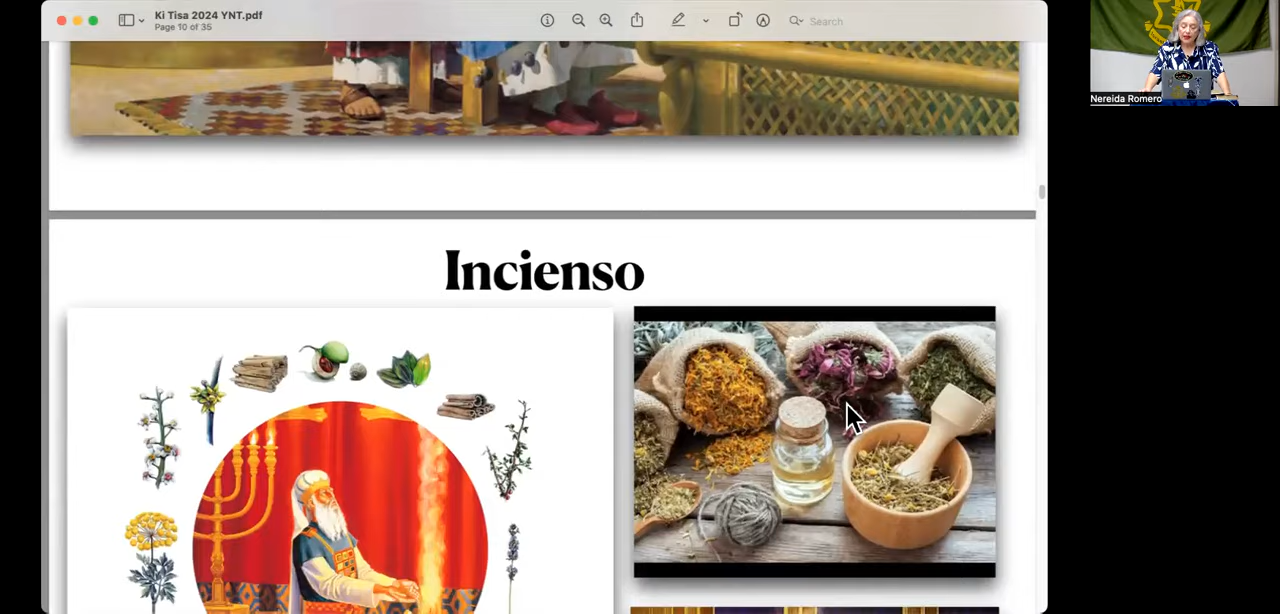 Ki Tisa 2024 YNT.pdf
Page 10 of 35
Search
Nereida Romero
Incienso